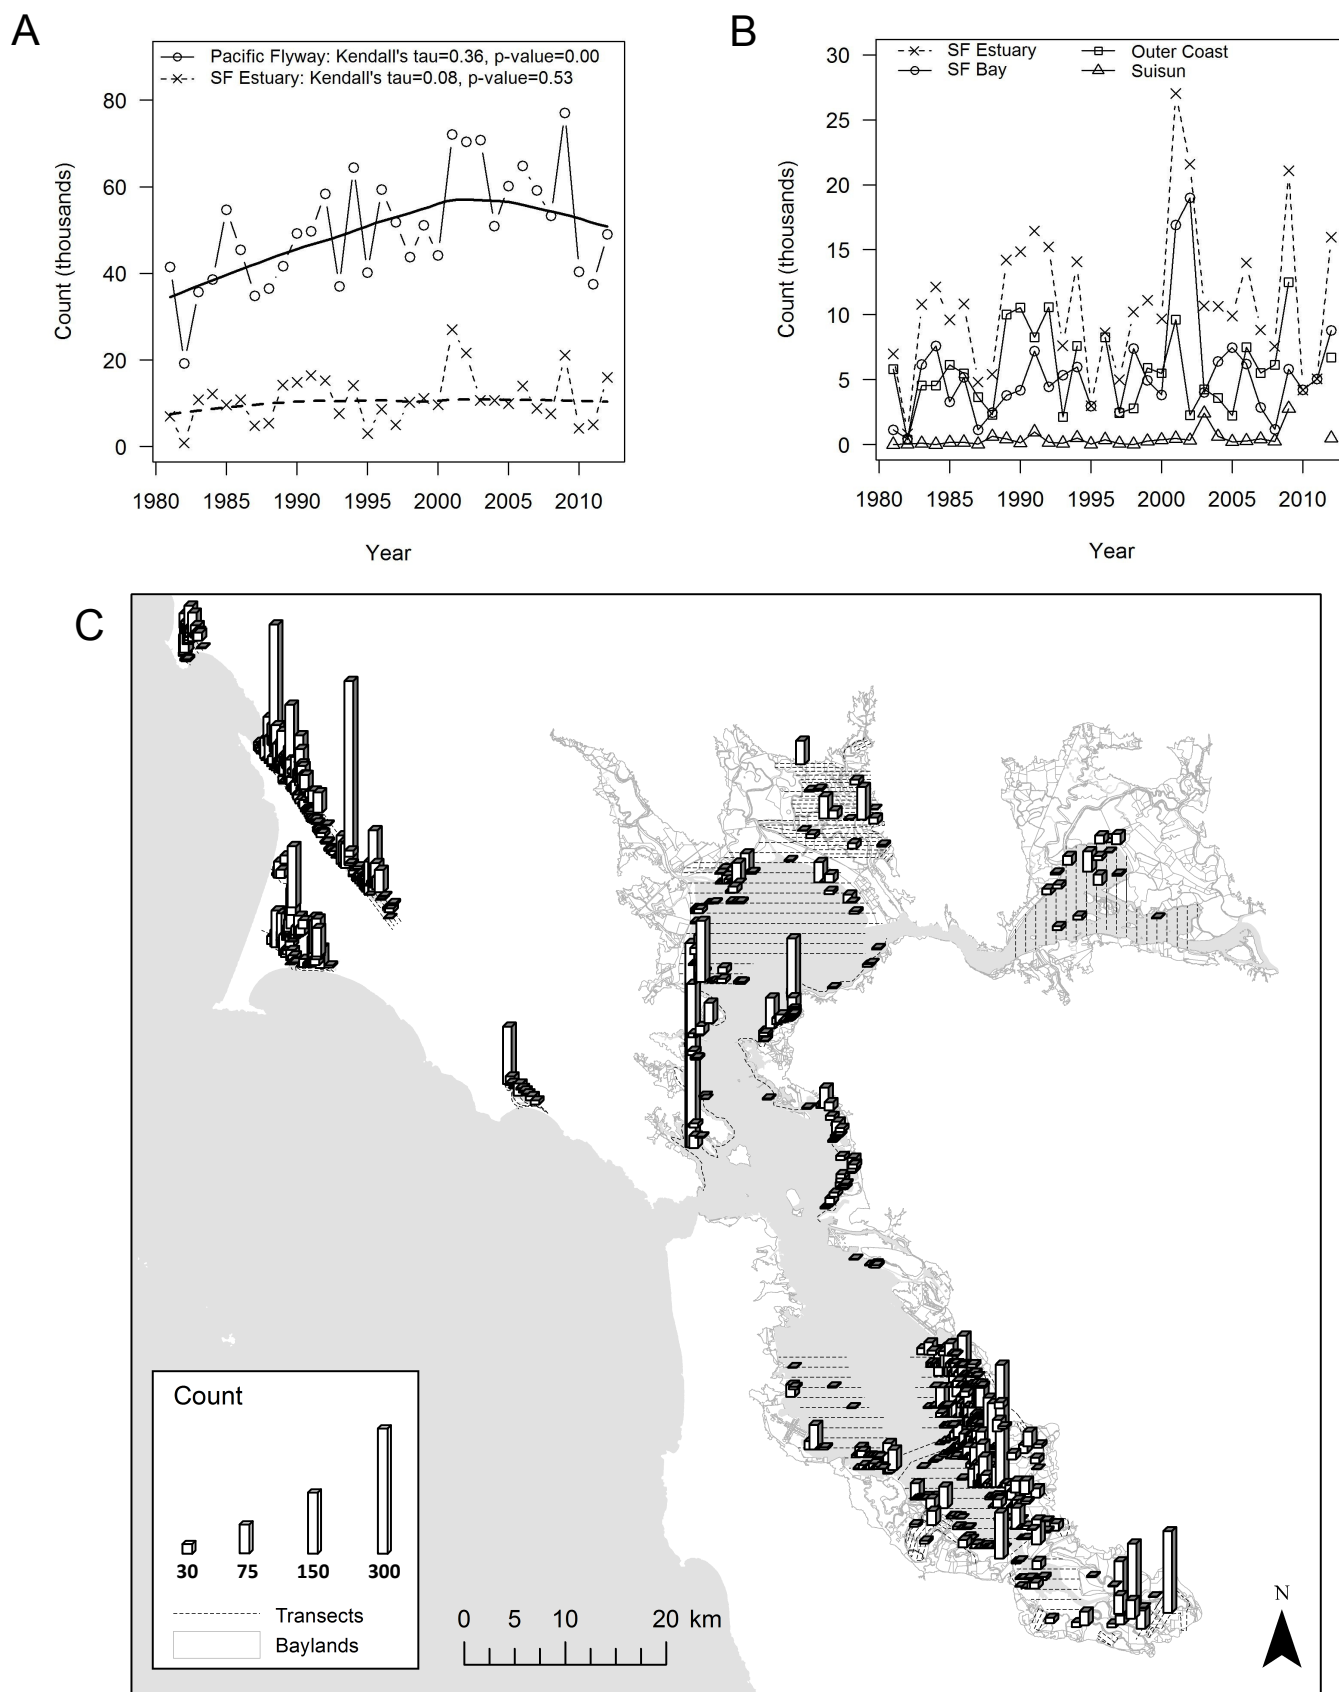 A
Pacific Flyway: Kendall's tau=0.36, p-value=0.00
SF Estuary: Kendall's tau=0.08, p-value=0.53
80
60
40
20
0
Count (thousands)
1980 1985 1990 1995 2000 2005 2010
Year
B
SF Estuary
SF Bay
Outer Coast
Suisun
30
25
20
15
10
5
0
Count (thousands)
1980 1985 1990 1995 2000 2005 2010
Year
C
Count
30 75 150 300
Transects
Baylands
0 5 10 20 km
N